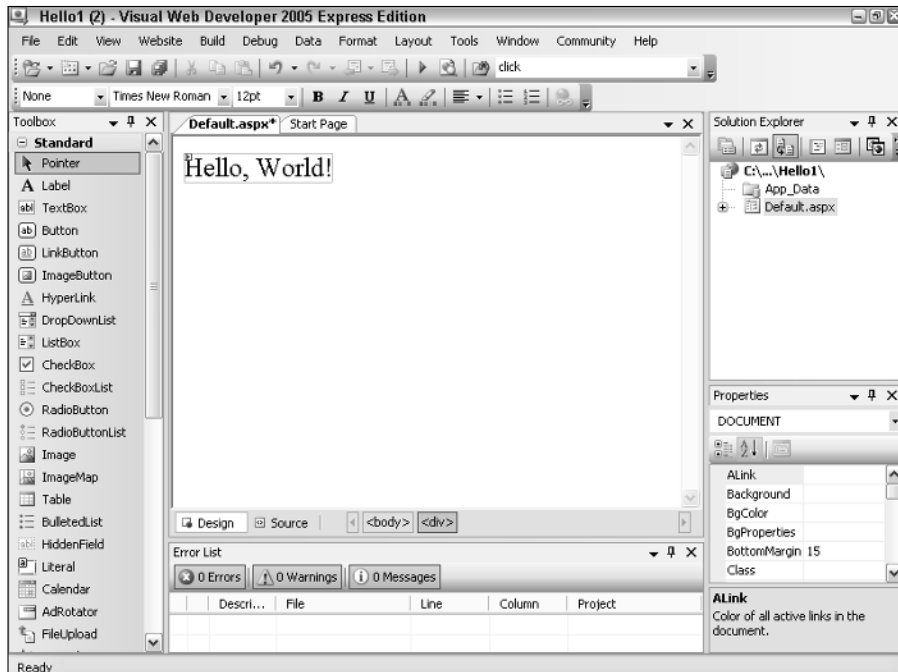 Hello1 (2) - Visual Web Developer 2005 Express Edition
File Edit View Website Build Debug Data Format Layout Tools Window Community Help
click
None Times New Roman 12pt B I U A
Toolbox
Standard
Pointer
A Label
abl TextBox
ab Button
ab LinkButton
ImageButton
A HyperLink
DropDownList
ListBox
CheckBox
CheckBoxList
RadioButton
RadioButtonList
Image
ImageMap
Table
BulletedList
abl HiddenField
Literal
Calendar
AdRotator
FileUpload
Default.aspx* Start Page
Hello, World!
Design Source <body> <div>
Error List
0 Errors 0 Warnings 0 Messages
Descri... File Line Column Project
Solution Explorer
C:\...\Hello1\
App_Data
Default.aspx
Properties
DOCUMENT
ALink
Background
BgColor
BgProperties
BottomMargin 15
Class
ALink
Color of all active links in the
document.
Ready